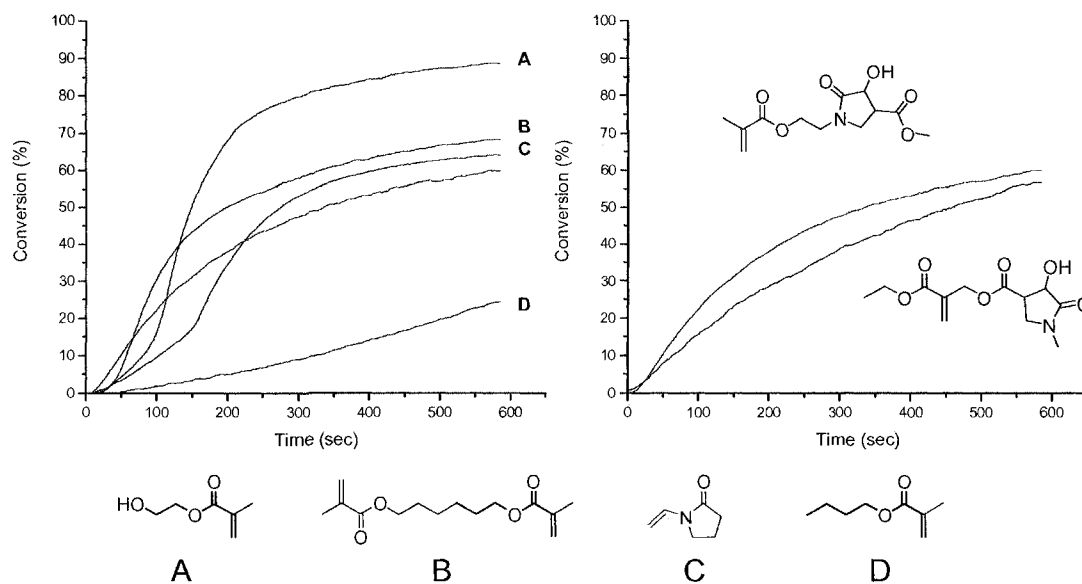 100
90
80
70
60
50
40
30
20
10
0
Conversion (%)
A
B
C
D
0 100 200 300 400 500 600
Time (sec)
100
90
80
70
60
50
40
30
20
10
0
Conversion (%)
O OH
O
O N O
O
O OH
O O
O O N O
0 100 200 300 400 500 600
Time (sec)
HO O O
O O O O
O N
O O
A B C D